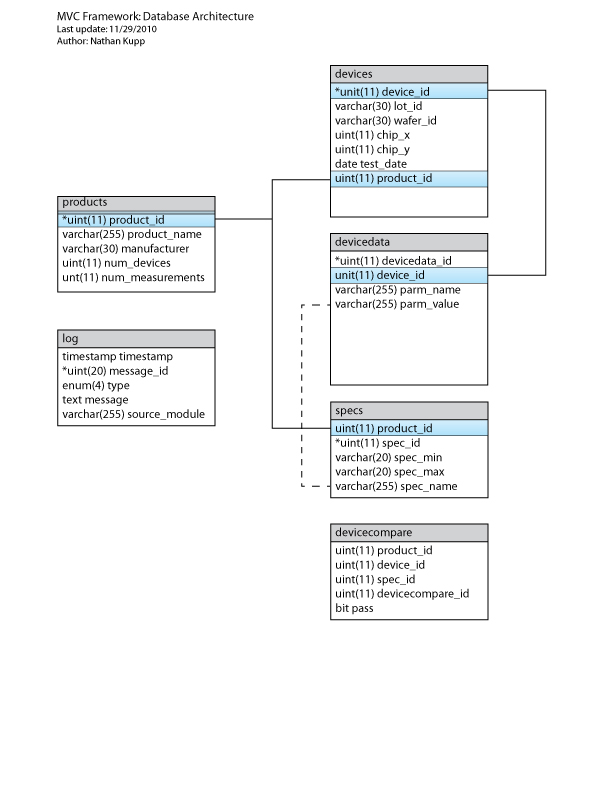 MVC Framework: Database Architecture
Last update: 11/29/2010
Author: Nathan Kupp
devices
*unit(11) device_id
varchar(30) lot_id
varchar(30) wafer_id
uint(11) chip_x
uint(11) chip_y
date test_date
uint(11) product_id
products
*uint(11) product_id
varchar(255) product_name
varchar(30) manufacturer
uint(11) num_devices
unt(11) num_measurements
devicedata
*uint(11) devicedata_id
unit(11) device_id
varchar(255) parm_name
varchar(255) parm_value
log
timestamp timestamp
*uint(20) message_id
enum(4) type
text message
varchar(255) source_module
specs
uint(11) product_id
*uint(11) spec_id
varchar(20) spec_min
varchar(20) spec_max
varchar(255) spec_name
devicecompare
uint(11) product_id
uint(11) device_id
uint(11) spec_id
uint(11) devicecompare_id
bit pass